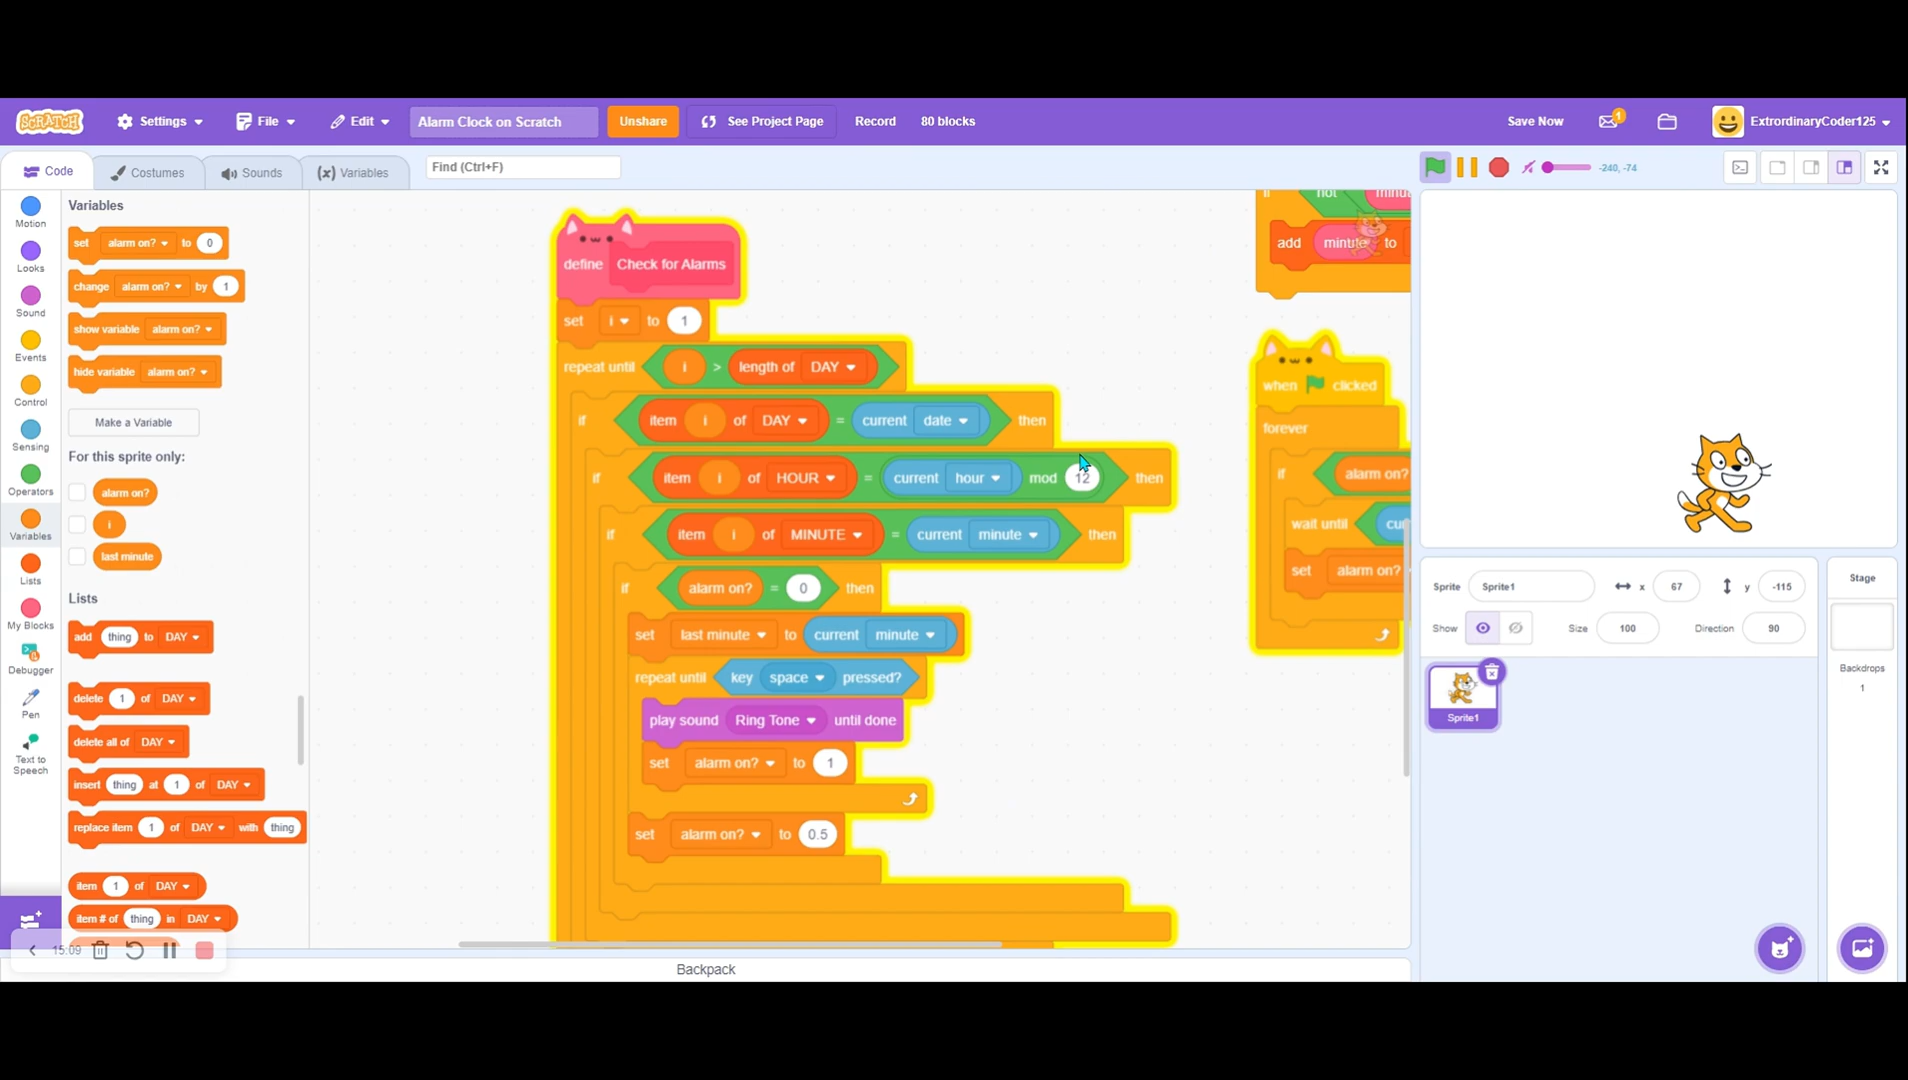 SCRATCH Settings File Edit Alarm Clock on Scratch Unshare See Project Page Record 80 blocks Save Now 1 ExtrordinaryCoder125
Code Costumes Sounds (x) Variables Find (Ctrl+F) -240, -74
Motion
Looks
Sound
Events
Control
Sensing
Operators
Variables
Lists
My Blocks
Debugger
Pen
Text to
Speech
Variables
set alarm on? to 0
change alarm on? by 1
show variable alarm on?
hide variable alarm on?
Make a Variable
For this sprite only:
alarm on?
i
last minute
Lists
add thing to DAY
delete 1 of DAY
delete all of DAY
insert thing at 1 of DAY
replace item 1 of DAY with thing
item 1 of DAY
item # of thing in DAY
15:09
define Check for Alarms
set i to 1
repeat until i > length of DAY
if item i of DAY = current date then
if item i of HOUR = current hour mod 12 then
if item i of MINUTE = current minute then
if alarm on? = 0 then
set last minute to current minute
repeat until key space pressed?
play sound Ring Tone until done
set alarm on? to 1
set alarm on? to 0.5
if not minu
add minute to
when clicked
forever
if alarm on?
wait until cu
set alarm on?
Backpack
Sprite Sprite1 x 67 y -115
Show Size 100 Direction 90
Sprite1
Stage
Backdrops
1